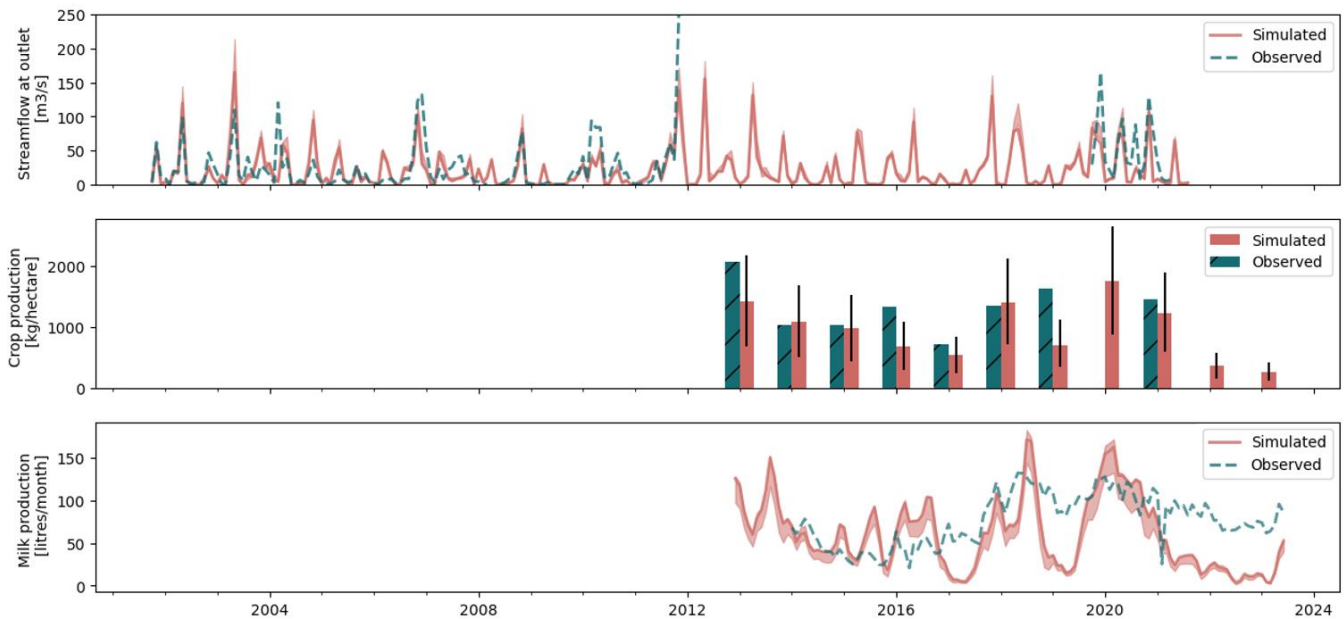 250
200
150
100
50
0
Streamflow at outlet
[m3/s]
Simulated
Observed
2000
1000
0
Crop production
[kg/hectare]
Simulated
Observed
150
100
50
0
Milk production
[litres/month]
Simulated
Observed
2004 2008 2012 2016 2020 2024